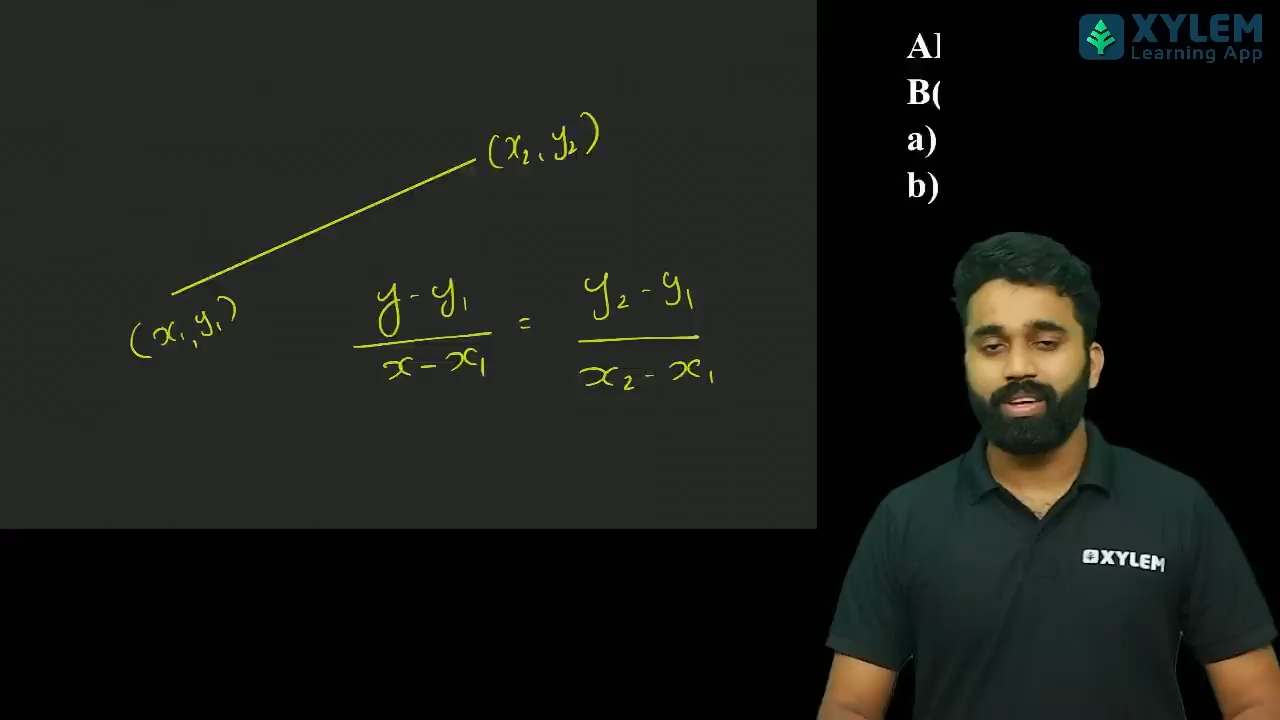 XYLEM
Learning App
A
B(
a)
b)
(x₂, y₂)
(x₁, y₁)
y - y₁ / x - x₁ = y₂ - y₁ / x₂ - x₁
XYLEM